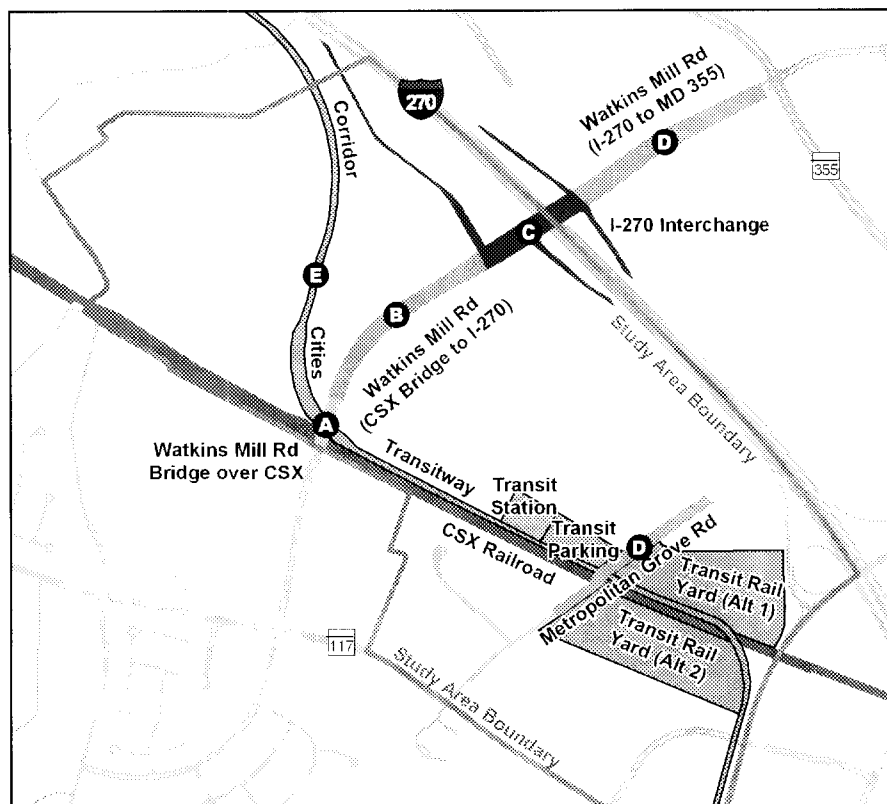 270
Watkins Mill Rd
(I-270 to MD 355)
D
355
Corridor
C
I-270 Interchange
E
B
Cities
Watkins Mill Rd
(CSX Bridge to I-270)
Study Area Boundary
A
Watkins Mill Rd
Bridge over CSX
Transitway
Transit
Station
CSX Railroad
Transit
Parking
D
Metropolitan Grove Rd
Transit Rail
Yard (Alt 1)
Transit Rail
Yard (Alt 2)
117
Study Area Boundary